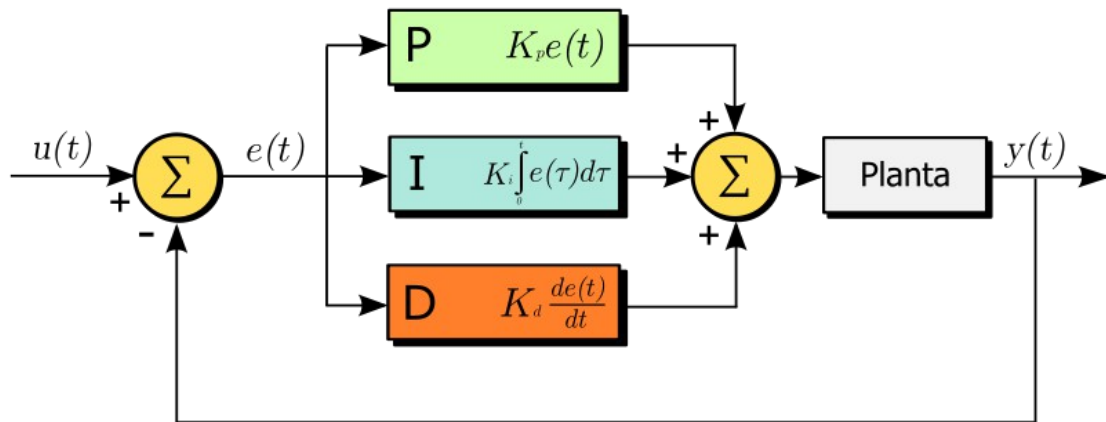 P K_p e(t)
u(t)
+
-
Σ
e(t)
I K_i ∫_0^t e(τ)dτ
+
+
+
Σ
Planta
y(t)
D K_d de(t)/dt